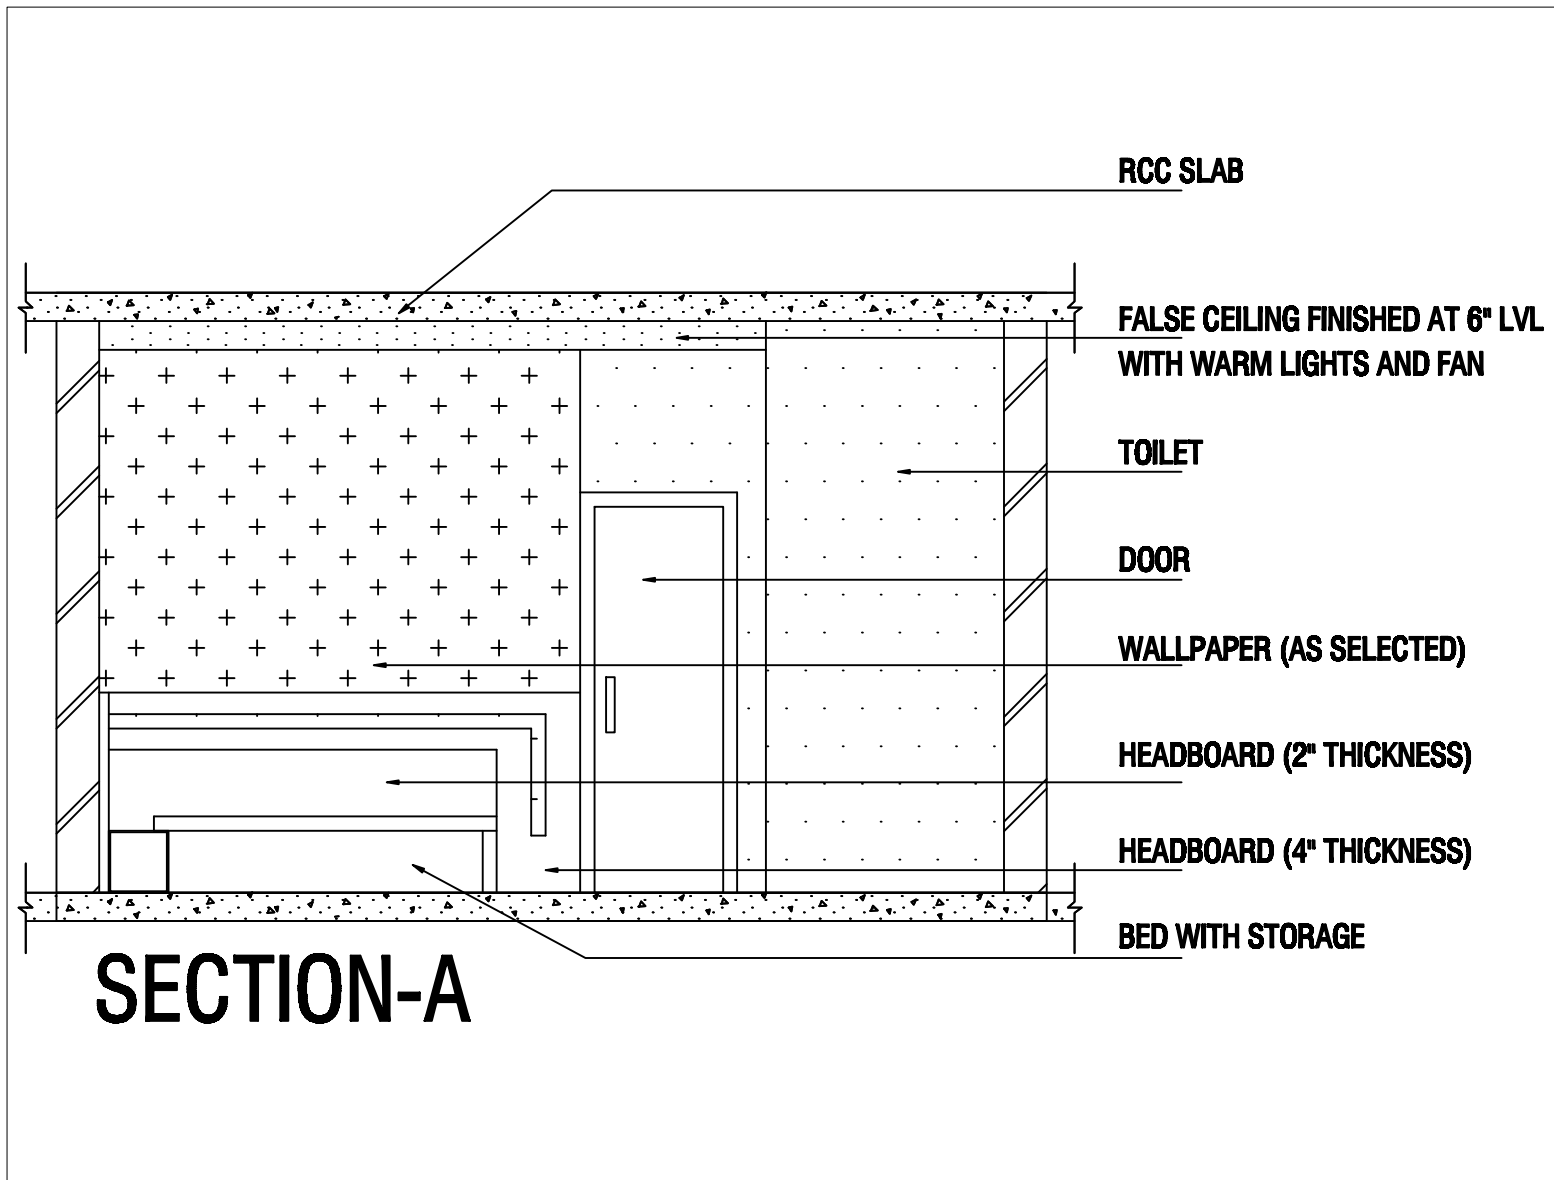 RCC SLAB
FALSE CEILING FINISHED AT 6" LVL
WITH WARM LIGHTS AND FAN
TOILET
DOOR
WALLPAPER (AS SELECTED)
HEADBOARD (2" THICKNESS)
HEADBOARD (4" THICKNESS)
BED WITH STORAGE
SECTION-A